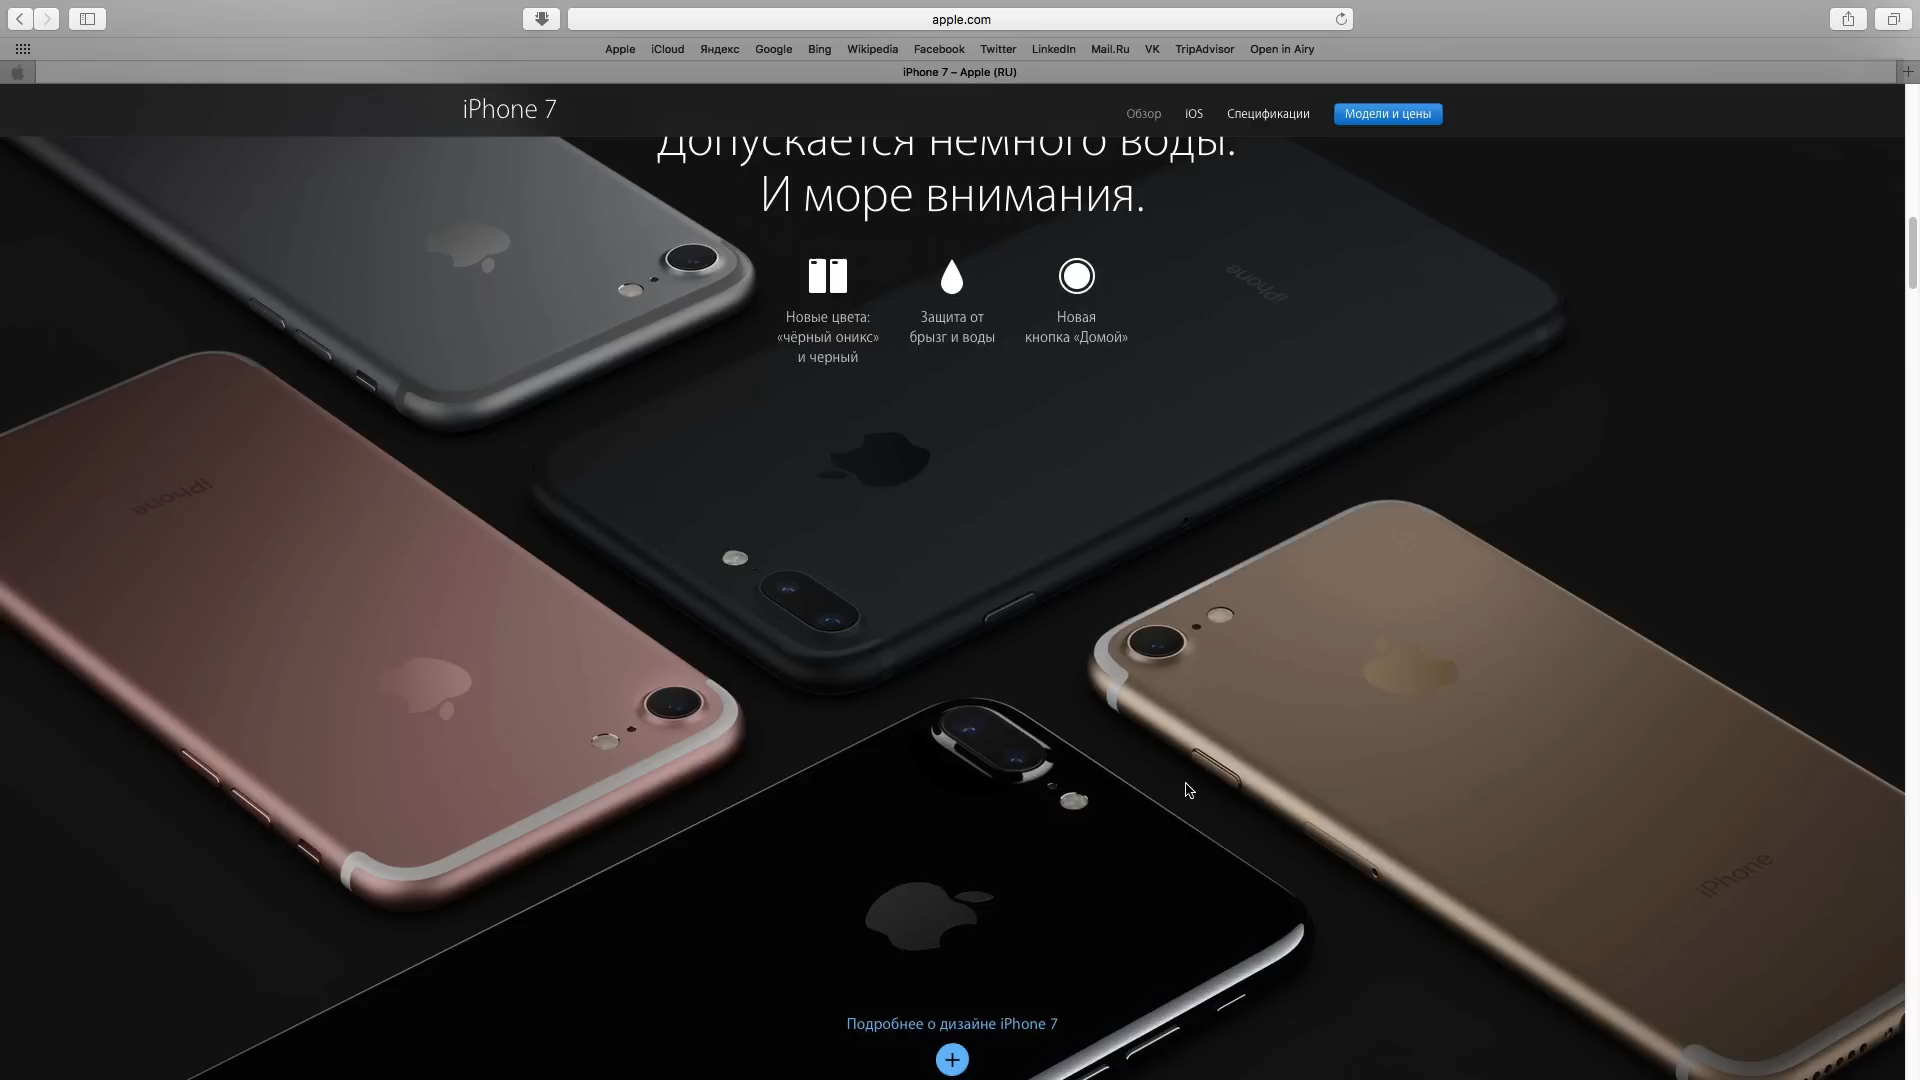 apple.com
Apple iCloud Яндекс Google Bing Wikipedia Facebook Twitter LinkedIn Mail.Ru VK TripAdvisor Open in Airy
iPhone 7 – Apple (RU)
iPhone 7
Обзор iOS Спецификации Модели и цены
Допускается немного воды.
И море внимания.
Новые цвета:
«чёрный оникс»
и черный
Защита от
брызг и воды
Новая
кнопка «Домой»
iPhone
iPhone
iPhone
Подробнее о дизайне iPhone 7